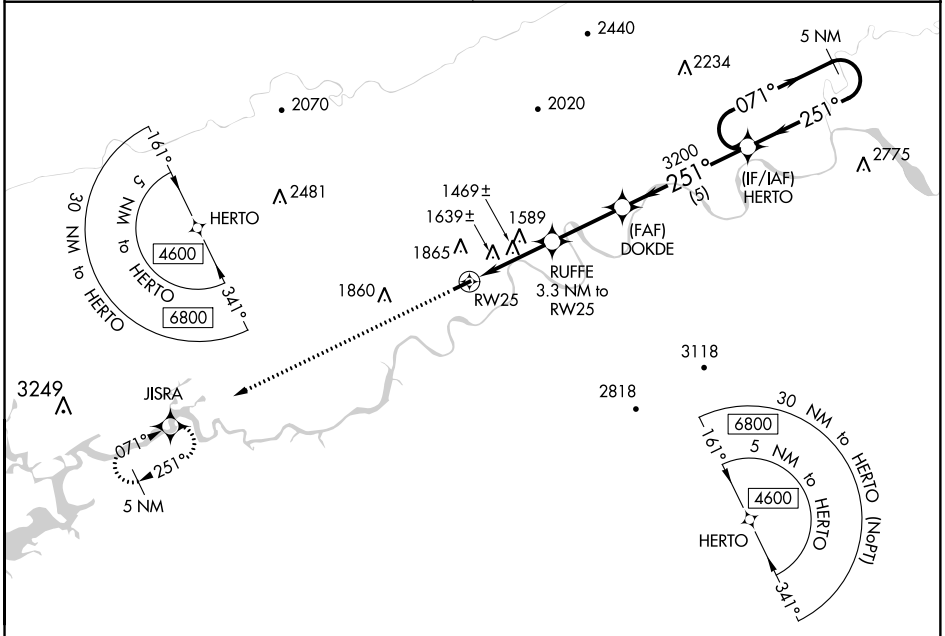 2440
5 NM
2234
071°
251°
2070
2020
161°
3200
251°
(5)
(IF/IAF)
HERTO
2775
2481
1469±
1639±
1589
(FAF)
DOKDE
5 NM to HERTO
30 NM to HERTO
HERTO
4600
1865
RUFFE
3.3 NM to
RW25
341°
6800
1860
RW25
3118
3249
JISRA
2818
071°
251°
5 NM
30 NM to HERTO (NoPT)
6800
161°
5 NM to HERTO
4600
HERTO
341°